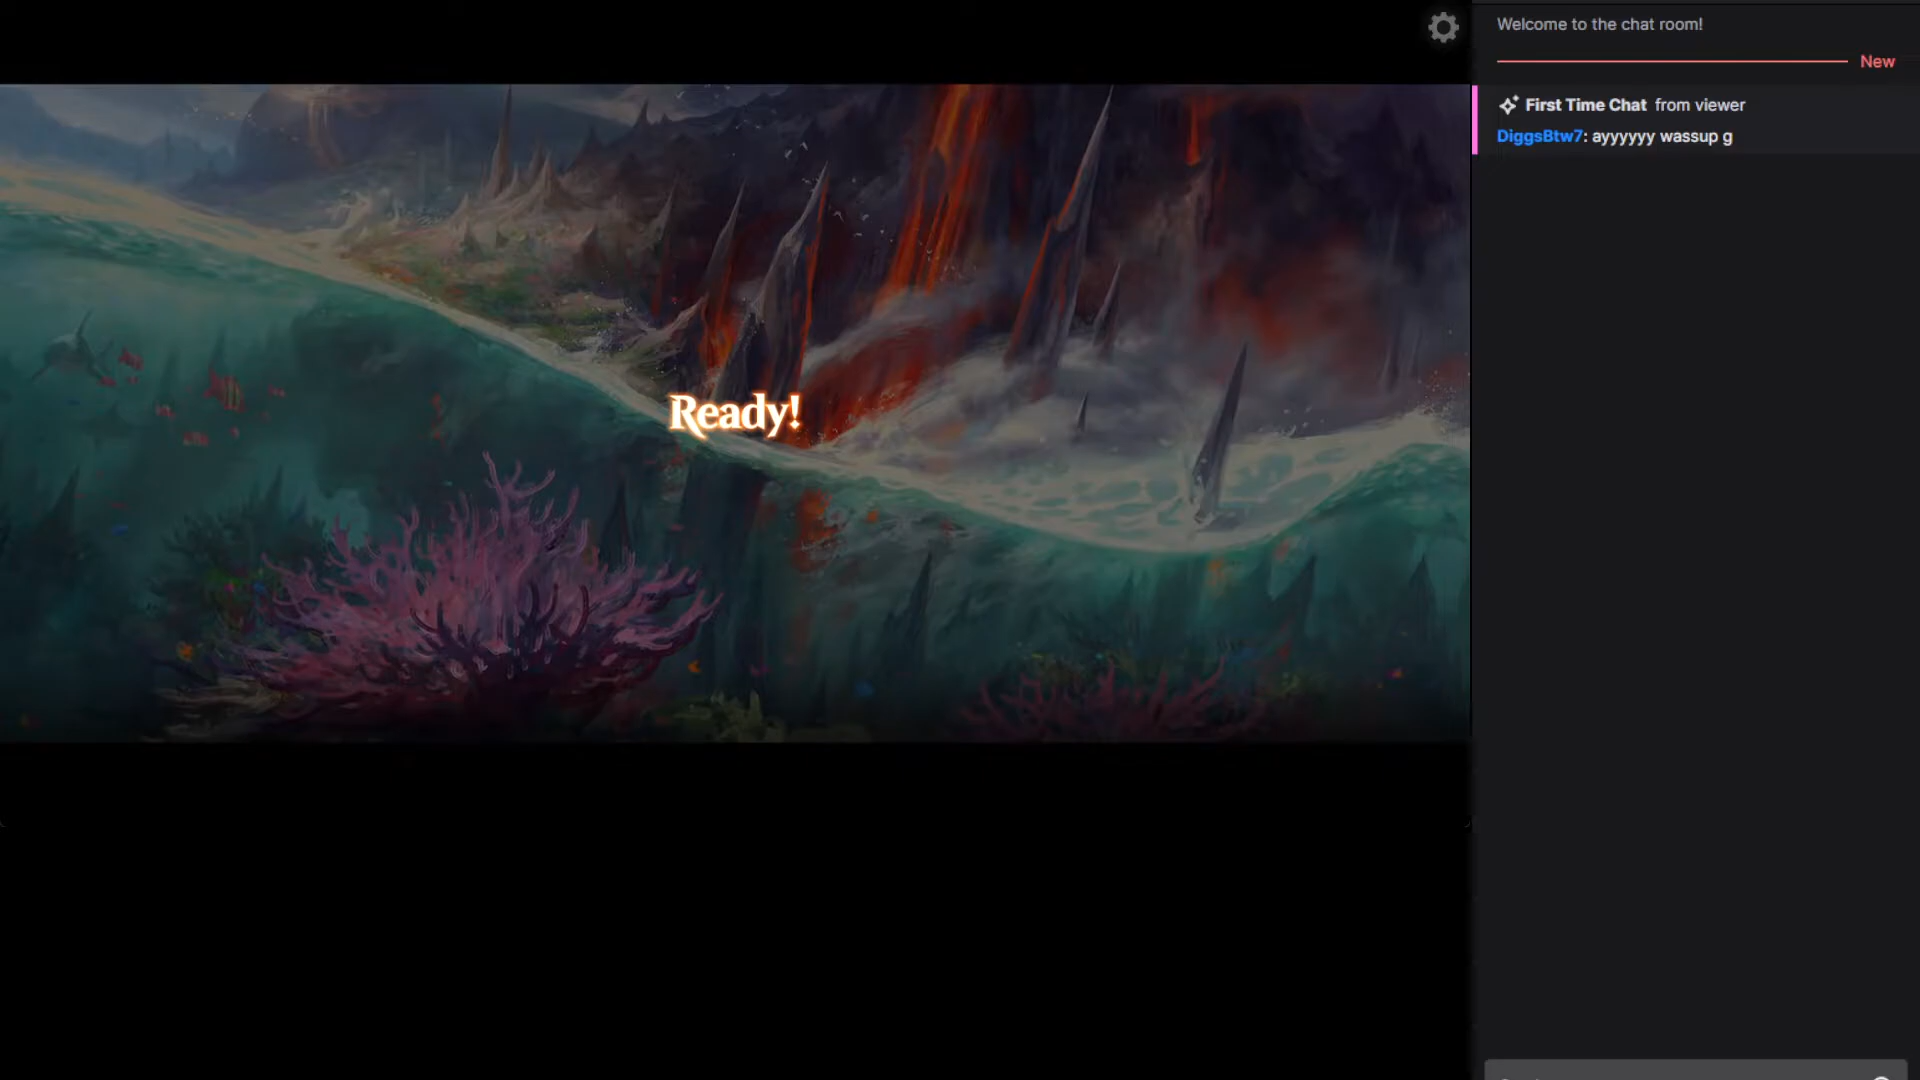 Welcome to the chat room!
New
First Time Chat from viewer
DiggsBtw7: ayyyyyy wassup g
Ready!